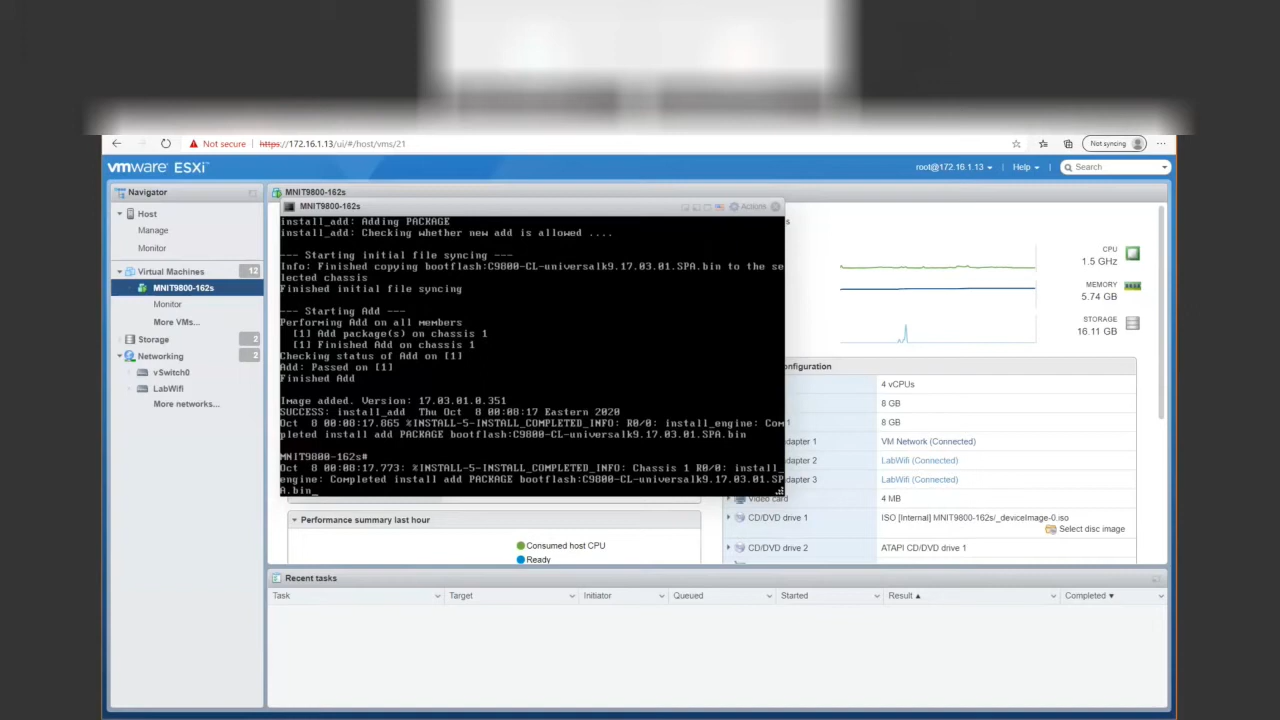 Not secure
https://172.16.1.13/ui/#/host/vms/21
Not syncing
vmware ESXi
root@172.16.1.13
Help
Search
Navigator
Host
Manage
Monitor
Virtual Machines
12
MNIT9800-162s
Monitor
More VMs...
Storage
2
Networking
2
vSwitch0
LabWifi
More networks...
MNIT9800-162s
MNIT9800-162s
Actions
install_add: Adding PACKAGE
install_add: Checking whether new add is allowed ....
--- Starting initial file syncing ---
Info: Finished copying bootflash:C9800-CL-universalk9.17.03.01.SPA.bin to the se
lected chassis
Finished initial file syncing
--- Starting Add ---
Performing Add on all members
[1] Add package(s) on chassis 1
[1] Finished Add on chassis 1
Checking status of Add on [1]
Add: Passed on [1]
Finished Add
Image added. Version: 17.03.01.0.351
SUCCESS: install_add Thu Oct 8 00:08:17 Eastern 2020
Oct 8 00:08:17.865 %INSTALL-5-INSTALL_COMPLETED_INFO: R0/0: install_engine: Com
pleted install add PACKAGE bootflash:C9800-CL-universalk9.17.03.01.SPA.bin
MNIT9800-162s#
Oct 8 00:08:17.773: %INSTALL-5-INSTALL_COMPLETED_INFO: Chassis 1 R0/0: install_
engine: Completed install add PACKAGE bootflash:C9800-CL-universalk9.17.03.01.SP
A.bin_
CPU
1.5 GHz
MEMORY
5.74 GB
STORAGE
16.11 GB
onfiguration
4 vCPUs
8 GB
8 GB
dapter 1
VM Network (Connected)
dapter 2
LabWifi (Connected)
dapter 3
LabWifi (Connected)
Video card
4 MB
CD/DVD drive 1
ISO [Internal] MNIT9800-162s/_deviceImage-0.iso
Select disc image
CD/DVD drive 2
ATAPI CD/DVD drive 1
Performance summary last hour
Consumed host CPU
Ready
Recent tasks
Task
Target
Initiator
Queued
Started
Result
Completed